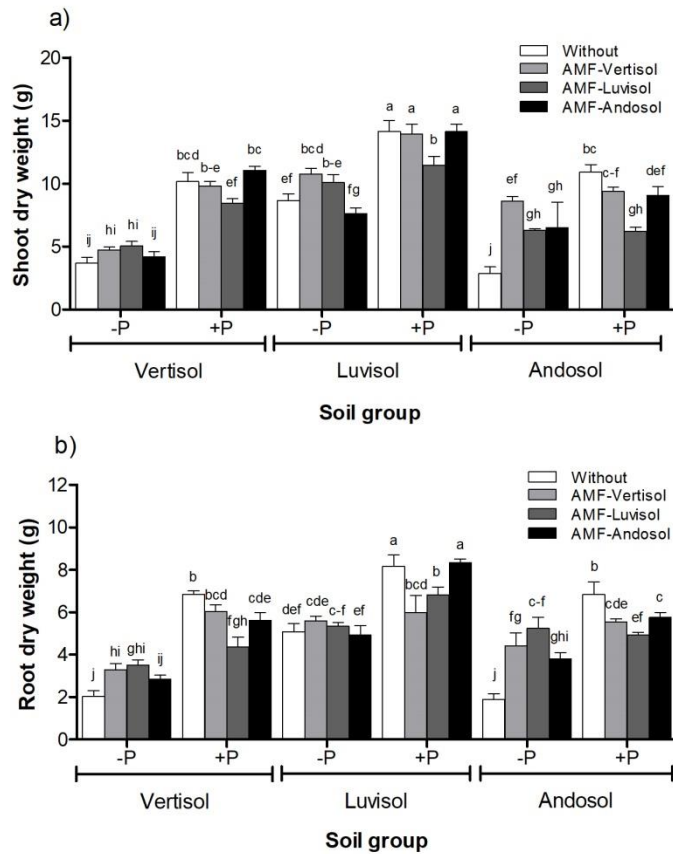 a)
Shoot dry weight (g)
20
15
10
5
0
Without
AMF-Vertisol
AMF-Luvisol
AMF-Andosol
ij hi hi ij bcd b-e ef bc ef bcd b-e fg a a b a j ef gh gh bc c-f gh def
-P +P -P +P -P +P
Vertisol Luvisol Andosol
Soil group
b)
Root dry weight (g)
12
10
8
6
4
2
0
Without
AMF-Vertisol
AMF-Luvisol
AMF-Andosol
j hi ghi ij b bcd fgh cde def cde c-f ef a bcd b a j fg c-f ghi b cde ef c
-P +P -P +P -P +P
Vertisol Luvisol Andosol
Soil group